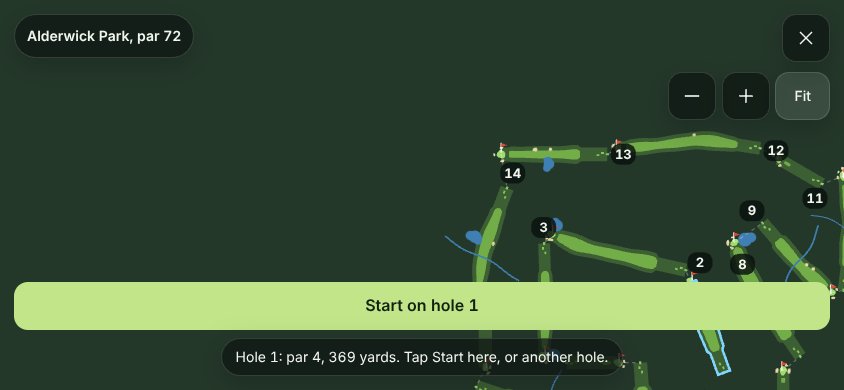 Alderwick Park, par 72
Fit
12
13
14
11
9
3
2
8
Start on hole 1
Hole 1: par 4, 369 yards. Tap Start here, or another hole.